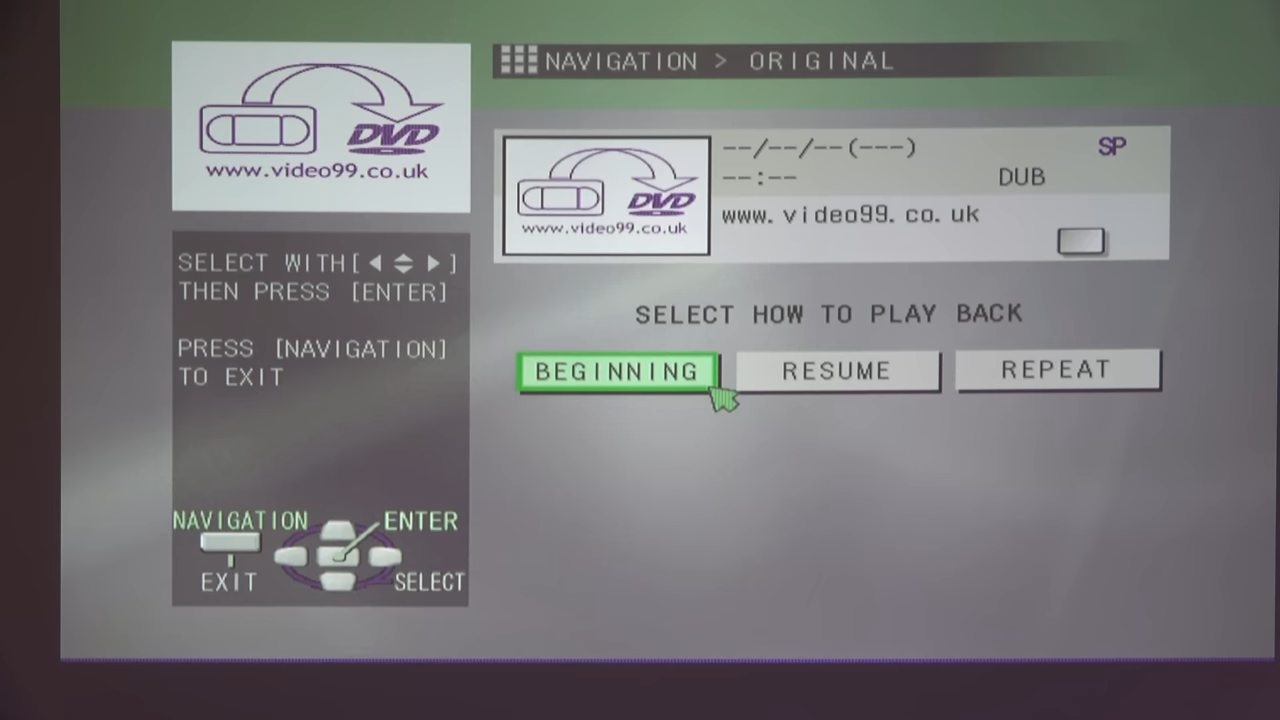 DVD
www.video99.co.uk
NAVIGATION > ORIGINAL
DVD
www.video99.co.uk
--/--/--(---)
SP
--:--
DUB
www.video99.co.uk
SELECT WITH[◀ ⬍ ▶]
THEN PRESS [ENTER]
PRESS [NAVIGATION]
TO EXIT
SELECT HOW TO PLAY BACK
BEGINNING
RESUME
REPEAT
NAVIGATION
ENTER
EXIT
SELECT